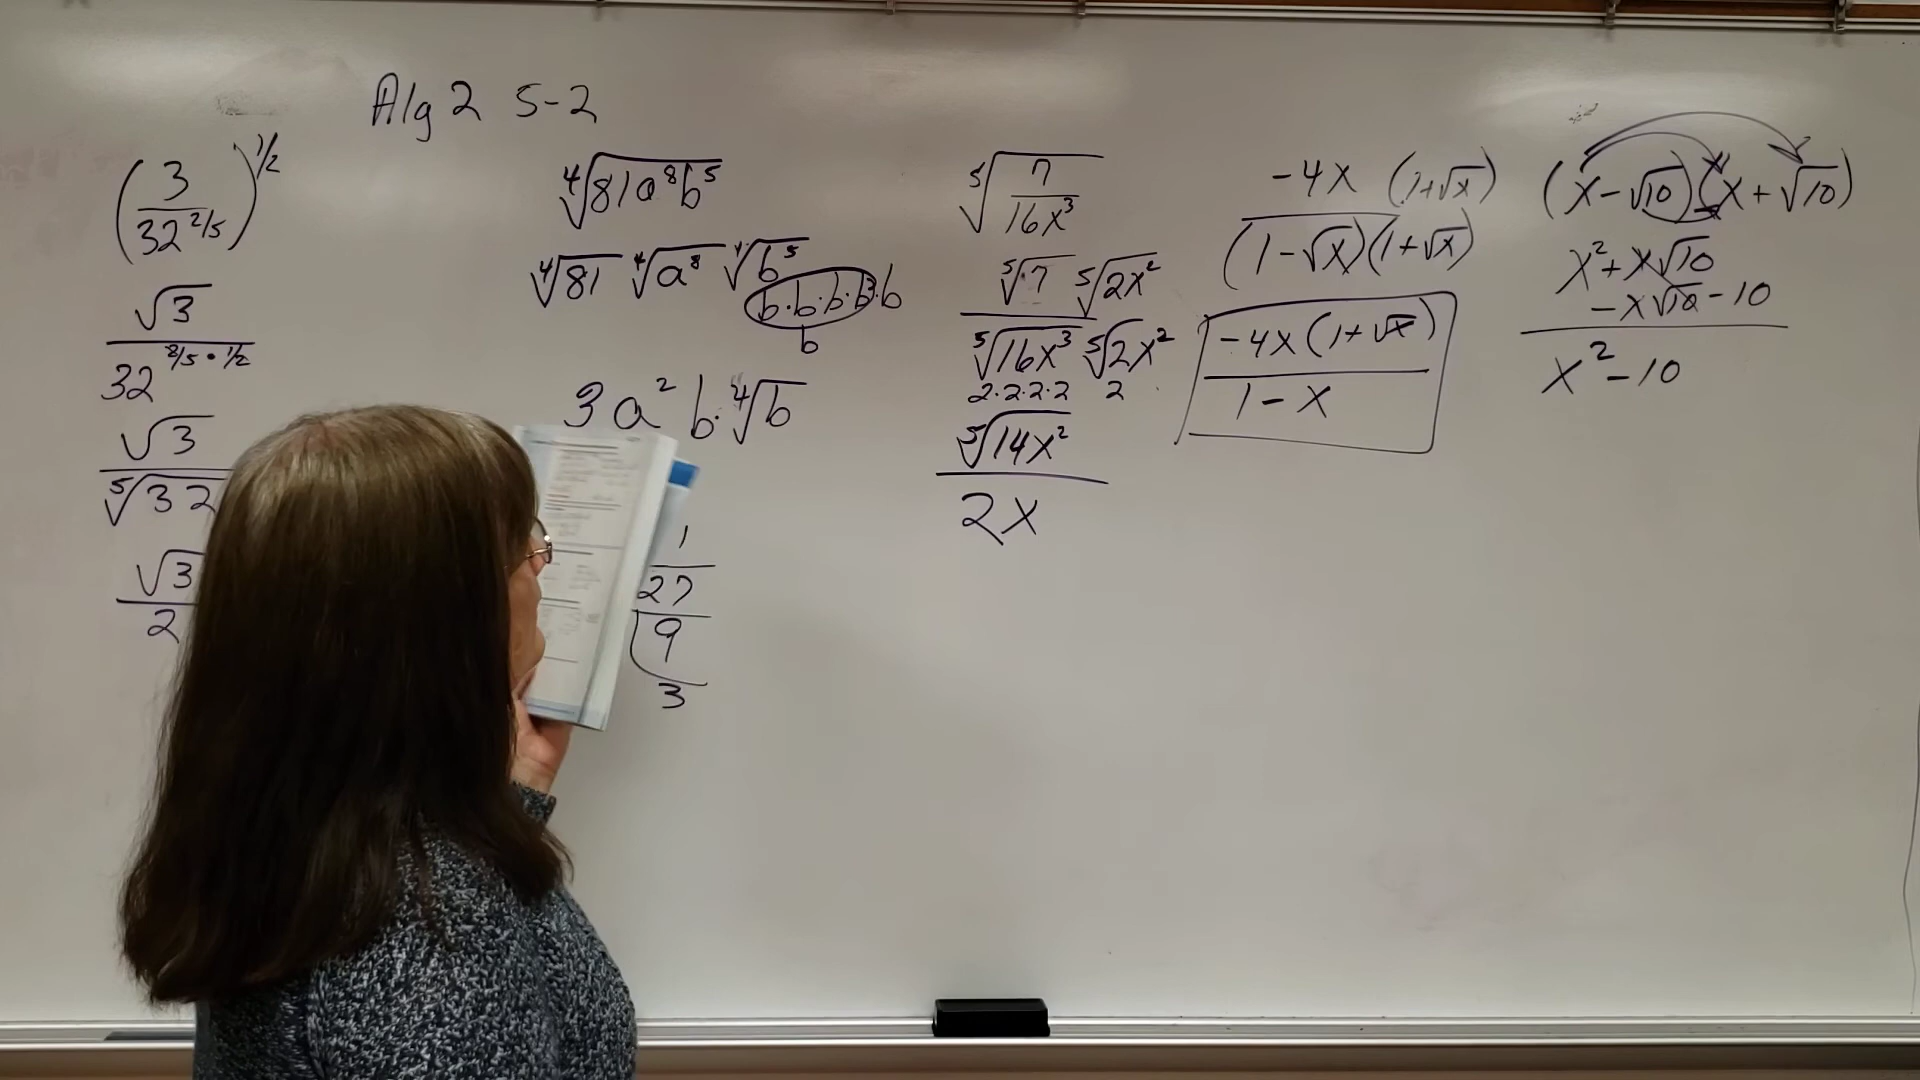 Alg 2 5-2
(3/32^(2/5))^(1/2)
√3
32^(2/5 · 1/2)
√3
⁵√32
√3
2
⁴√81a⁸b⁵
⁴√81 ⁴√a⁸ ⁴√b⁵
b·b·b·b·b
b
3a²b·⁴√b
1
27
9
3
⁵√(7/16x³)
⁵√7 ⁵√2x²
⁵√16x³ ⁵√2x²
2·2·2·2 2
⁵√14x²
2x
-4x (1+√x)
(1-√x)(1+√x)
-4x(1+√x)
1-x
(x-√10)(x+√10)
x²+x√10
-x√10-10
x²-10